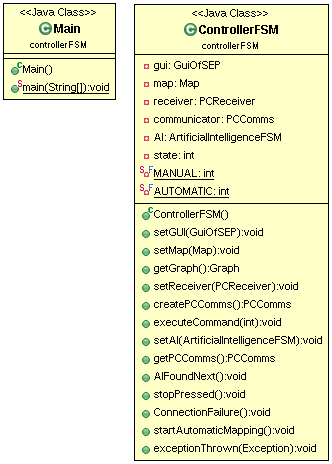 <<Java Class>>
Main
controllerFSM
Main()
main(String[]):void
<<Java Class>>
ControllerFSM
controllerFSM
gui: GuiOfSEP
map: Map
receiver: PCReceiver
communicator: PCComms
AI: ArtificialIntelligenceFSM
state: int
MANUAL: int
AUTOMATIC: int
ControllerFSM()
setGUI(GuiOfSEP):void
setMap(Map):void
getGraph():Graph
setReceiver(PCReceiver):void
createPCComms():PCComms
executeCommand(int):void
setAI(ArtificialIntelligenceFSM):void
getPCComms():PCComms
AIFoundNext():void
stopPressed():void
ConnectionFailure():void
startAutomaticMapping():void
exceptionThrown(Exception):void